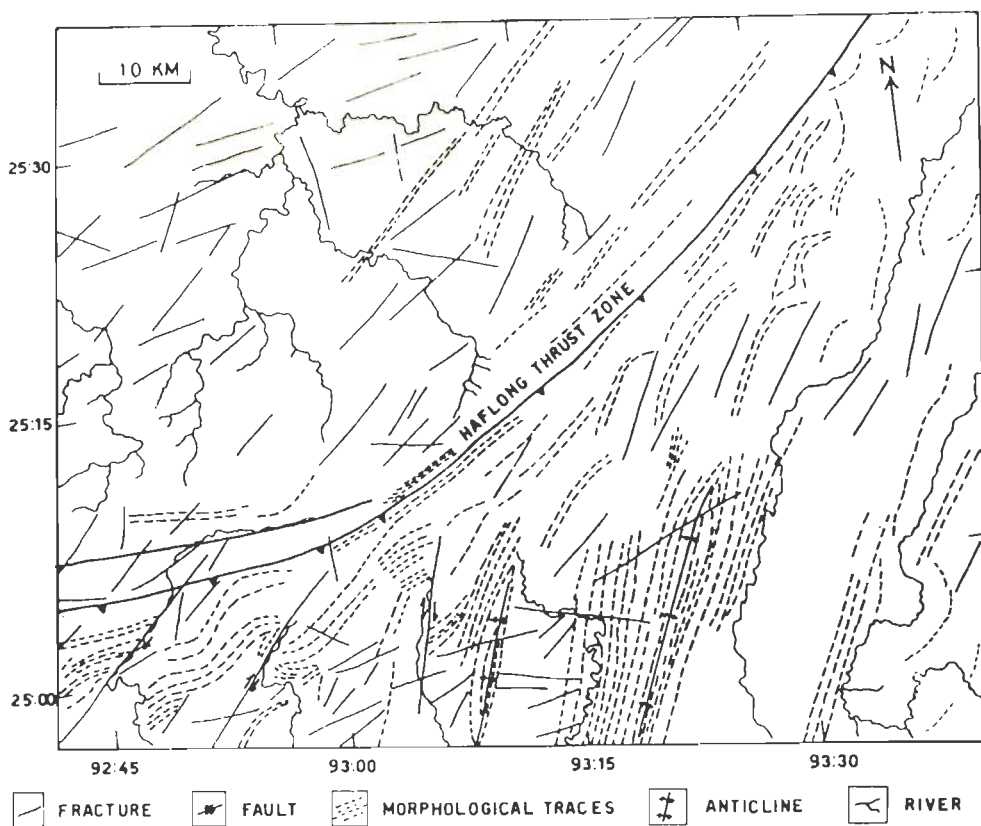 10 KM
N
25:30
HAFLONG THRUST ZONE
25:15
25:00
92:45 93:00 93:15 93:30
FRACTURE FAULT MORPHOLOGICAL TRACES ANTICLINE RIVER